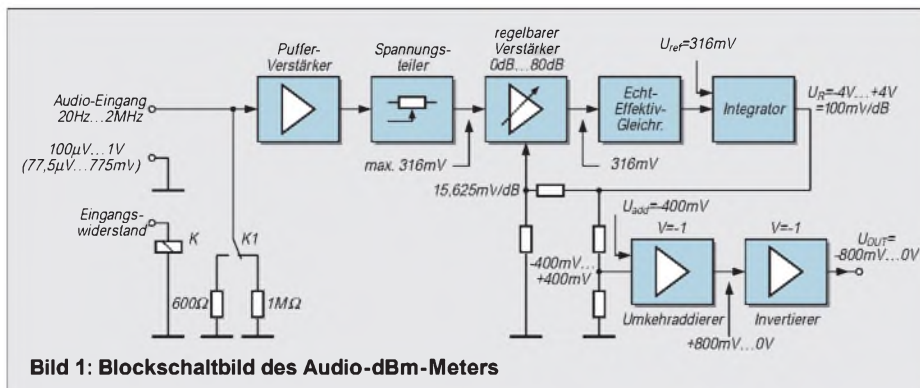 Puffer-
Verstärker
Spannungs-
teiler
regelbarer
Verstärker
0dB...80dB
U_ref=316mV
Audio-Eingang
20Hz...2MHz
Echt-
Effektiv-
Gleichr.
Integrator
U_R=-4V...+4V
=100mV/dB
100µV...1V
(77,5µV...775mV)
max. 316mV
316mV
15,625mV/dB
Eingangs-
widerstand
K
K1
U_add=-400mV
V=-1
V=-1
U_OUT=
-800mV...0V
-400mV...
+400mV
600Ω
1MΩ
Umkehraddierer
Invertierer
+800mV...0V
Bild 1: Blockschaltbild des Audio-dBm-Meters